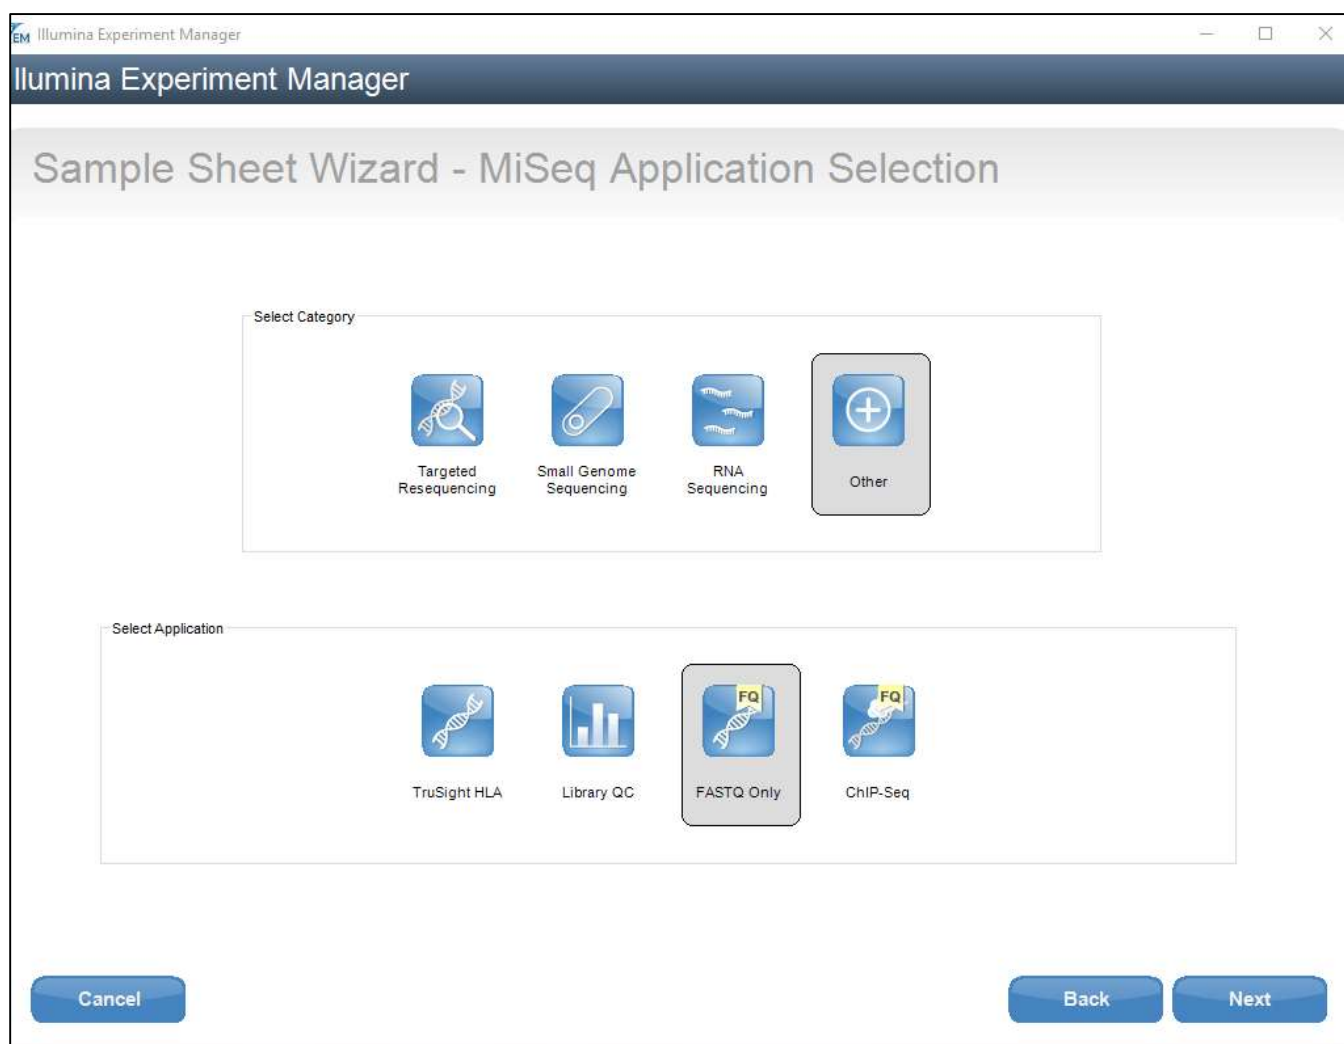 EM Illumina Experiment Manager
Ilumina Experiment Manager
Sample Sheet Wizard - MiSeq Application Selection
Select Category
Targeted
Resequencing
Small Genome
Sequencing
RNA
Sequencing
Other
Select Application
FQ
FQ
TruSight HLA
Library QC
FASTQ Only
ChIP-Seq
Cancel
Back
Next